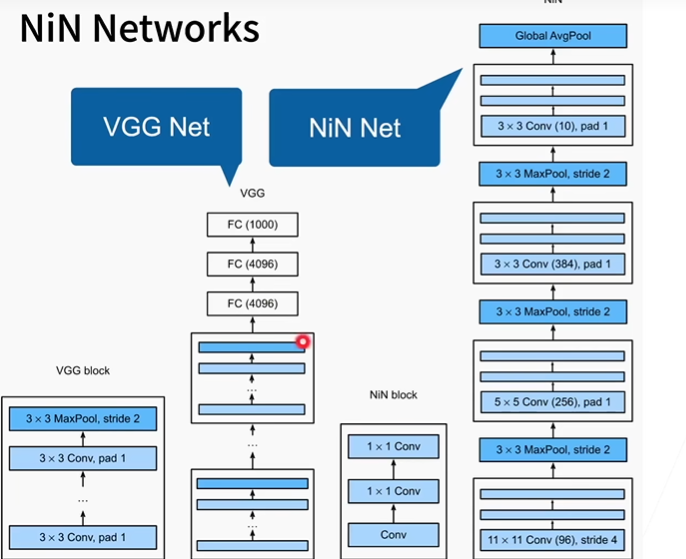 NiN Networks
VGG Net
NiN Net
VGG
FC (1000)
FC (4096)
FC (4096)
...
...
...
VGG block
3 × 3 MaxPool, stride 2
3 × 3 Conv, pad 1
...
3 × 3 Conv, pad 1
NiN block
1 × 1 Conv
1 × 1 Conv
Conv
NiN
Global AvgPool
3 × 3 Conv (10), pad 1
3 × 3 MaxPool, stride 2
3 × 3 Conv (384), pad 1
3 × 3 MaxPool, stride 2
5 × 5 Conv (256), pad 1
3 × 3 MaxPool, stride 2
11 × 11 Conv (96), stride 4